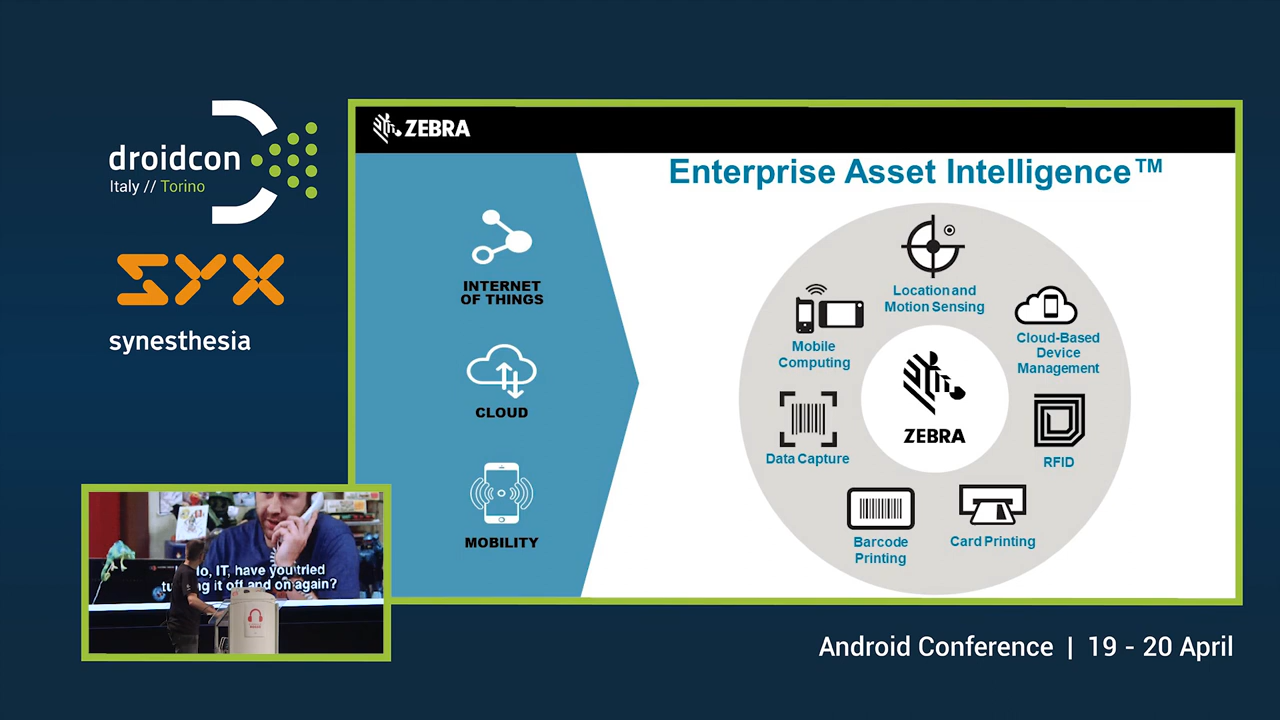 droidcon
Italy // Torino
SYX
synesthesia
ZEBRA
Enterprise Asset Intelligence™
INTERNET
OF THINGS
CLOUD
MOBILITY
Location and
Motion Sensing
Cloud-Based
Device
Management
RFID
Card Printing
Barcode
Printing
Data Capture
Mobile
Computing
ZEBRA
lo, IT, have you tried
it off and on again?
Android Conference | 19 - 20 April